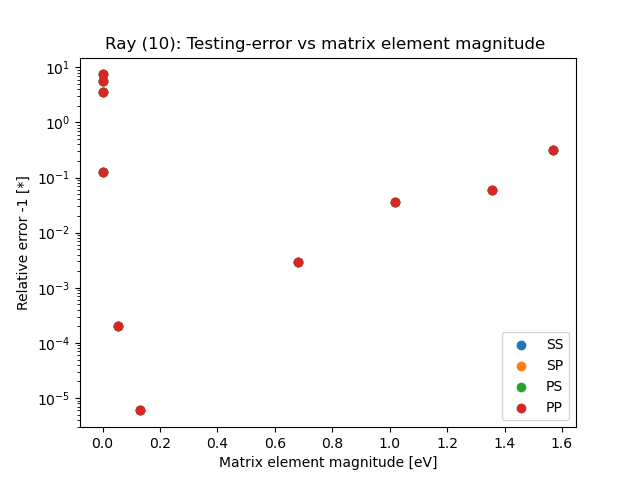 Ray (10): Testing-error vs matrix element magnitude
Relative error -1 [*]
10^1
10^0
10^-1
10^-2
10^-3
10^-4
10^-5
SS
SP
PS
PP
0.0 0.2 0.4 0.6 0.8 1.0 1.2 1.4 1.6
Matrix element magnitude [eV]